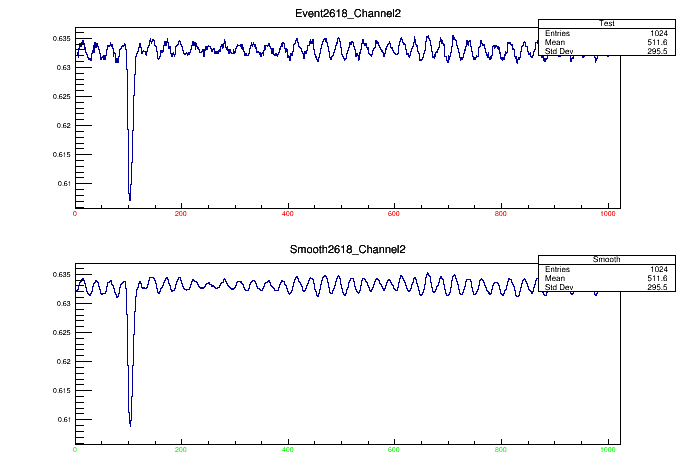 Event2618_Channel2
Test
Entries 1024
Mean 511.6
Std Dev 295.5
0.635
0.63
0.625
0.62
0.615
0.61
0 200 400 600 800 1000
Smooth2618_Channel2
Smooth
Entries 1024
Mean 511.6
Std Dev 295.5
0.635
0.63
0.625
0.62
0.615
0.61
0 200 400 600 800 1000